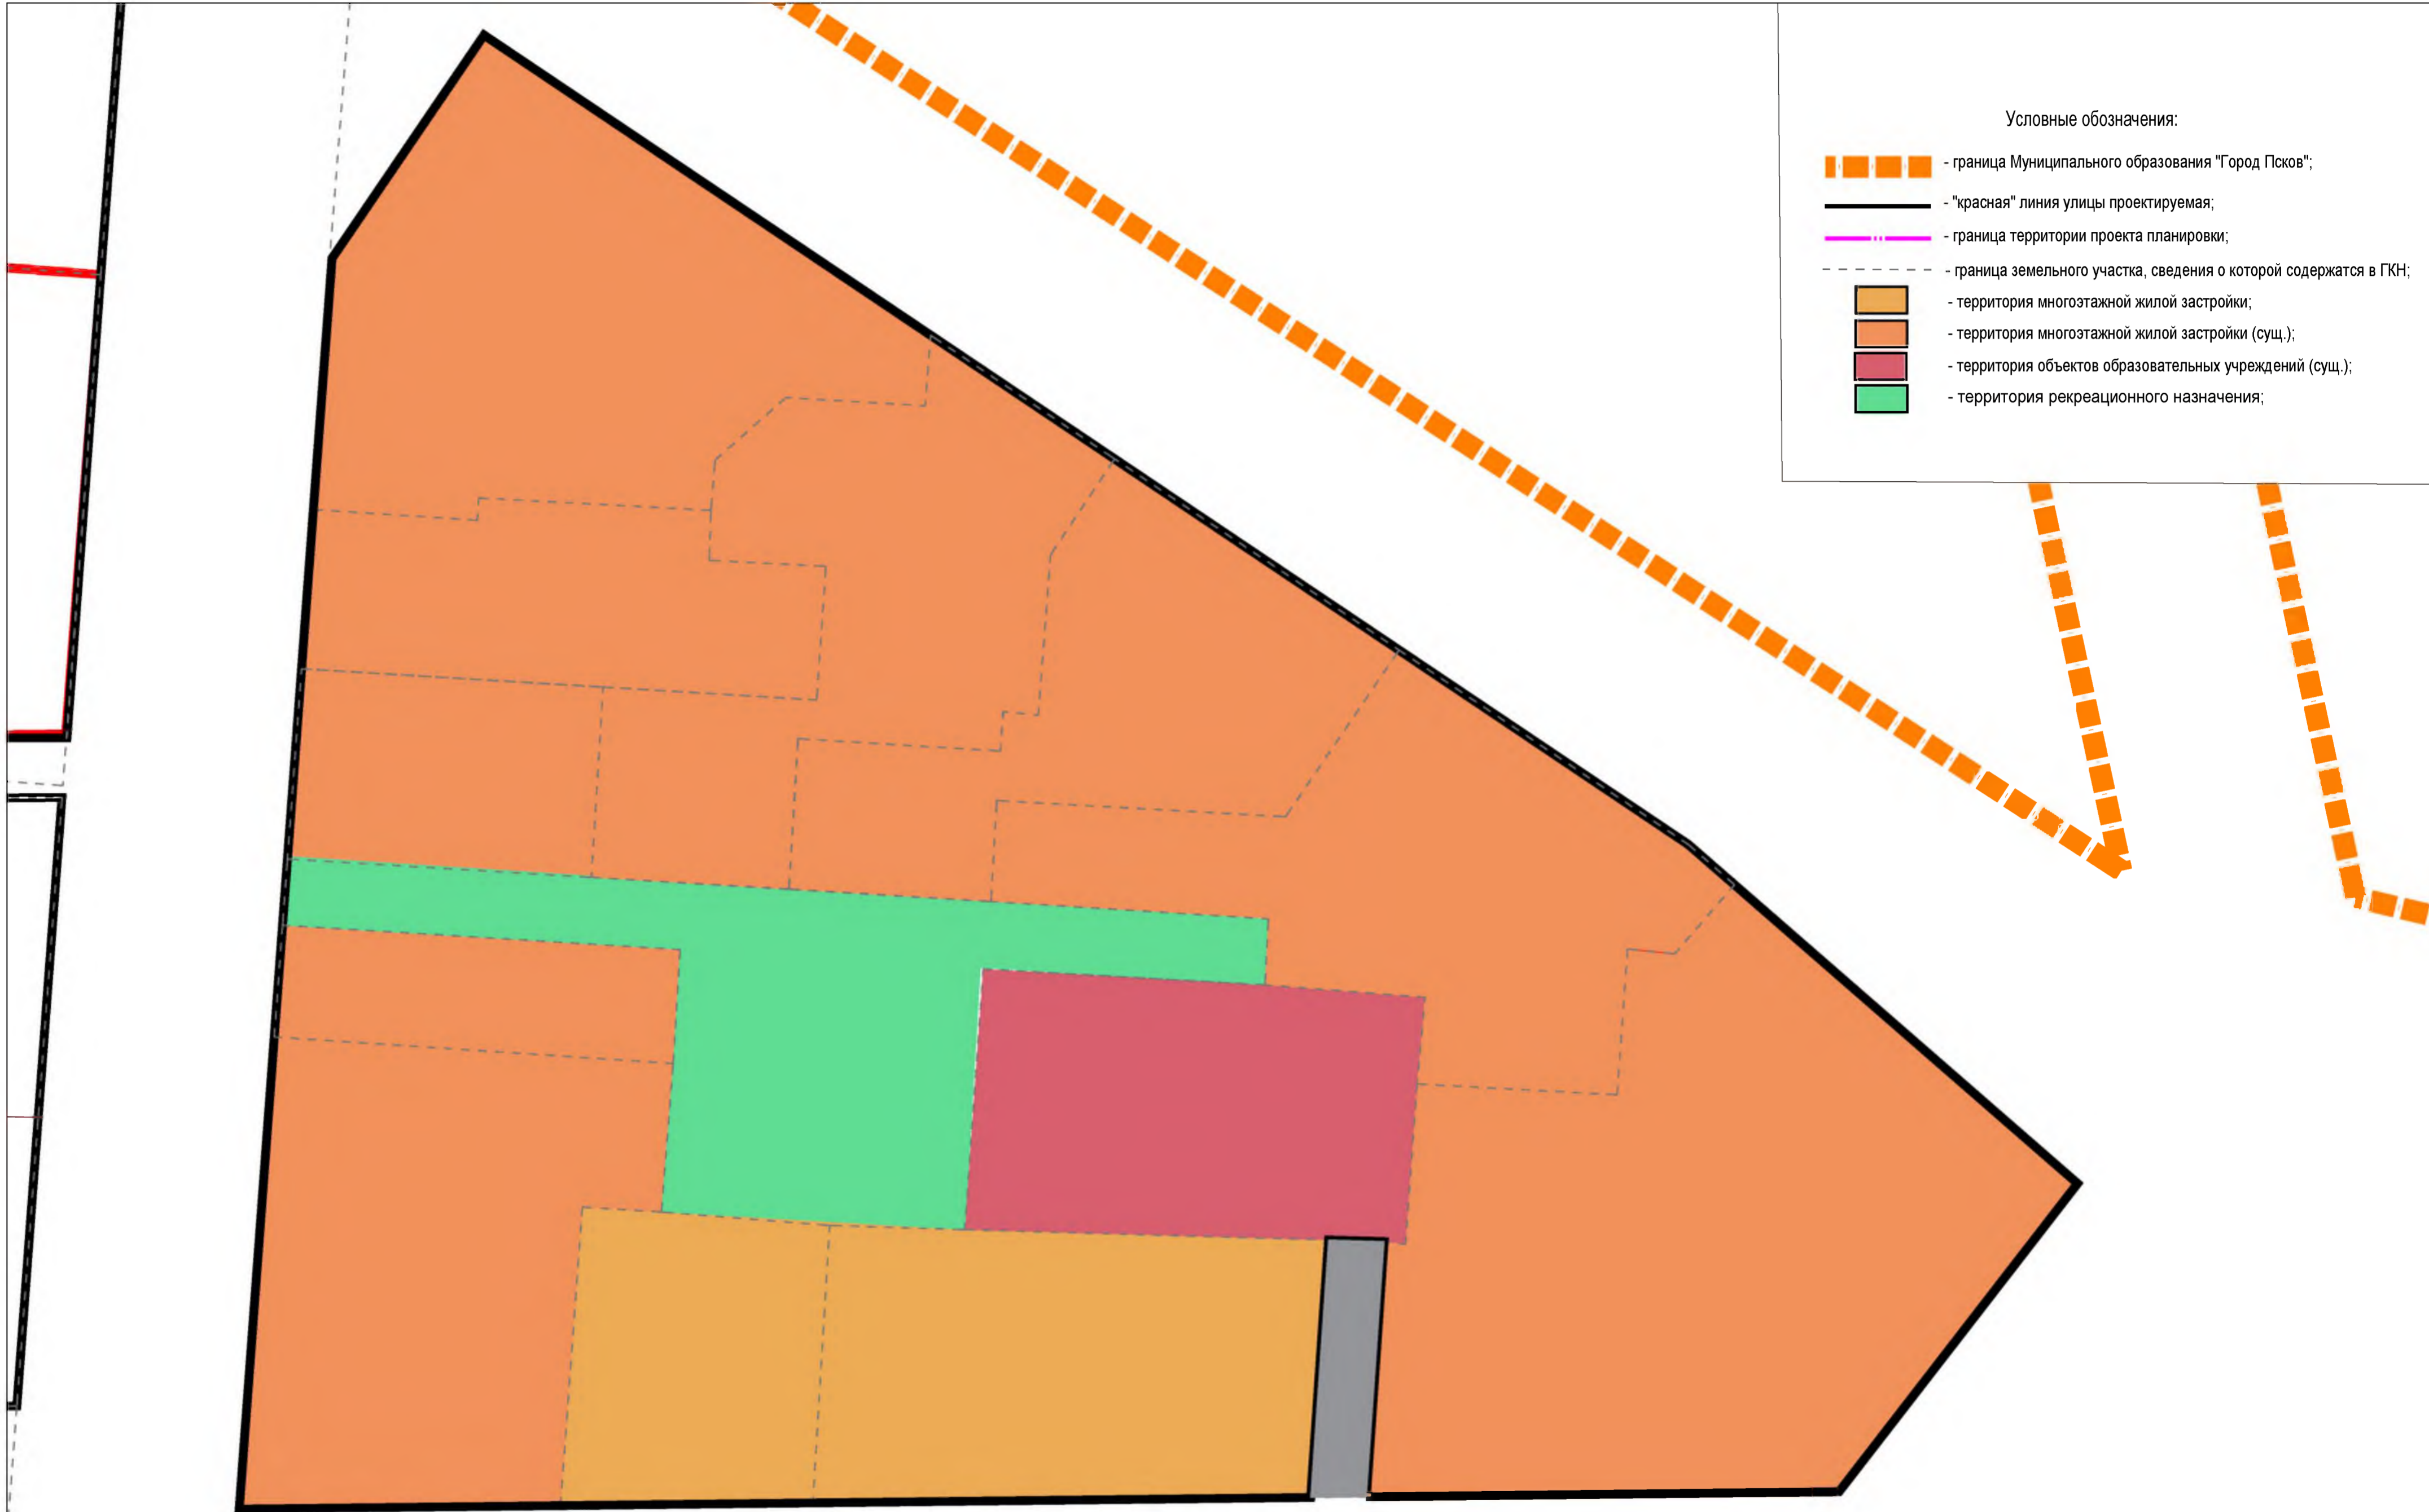 Условные обозначения:
- граница Муниципального образования "Город Псков";
- "красная" линия улицы проектируемая;
- граница территории проекта планировки;
- граница земельного участка, сведения о которой содержатся в ГКН;
- территория многоэтажной жилой застройки;
- территория многоэтажной жилой застройки (сущ.);
- территория объектов образовательных учреждений (сущ.);
- территория рекреационного назначения;